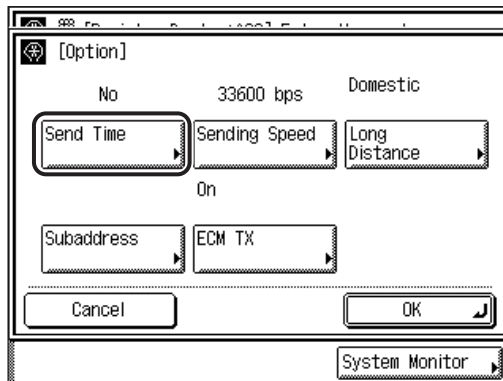 [Option]
No 33600 bps Domestic
Send Time Sending Speed Long
Distance
On
Subaddress ECM TX
Cancel OK
System Monitor